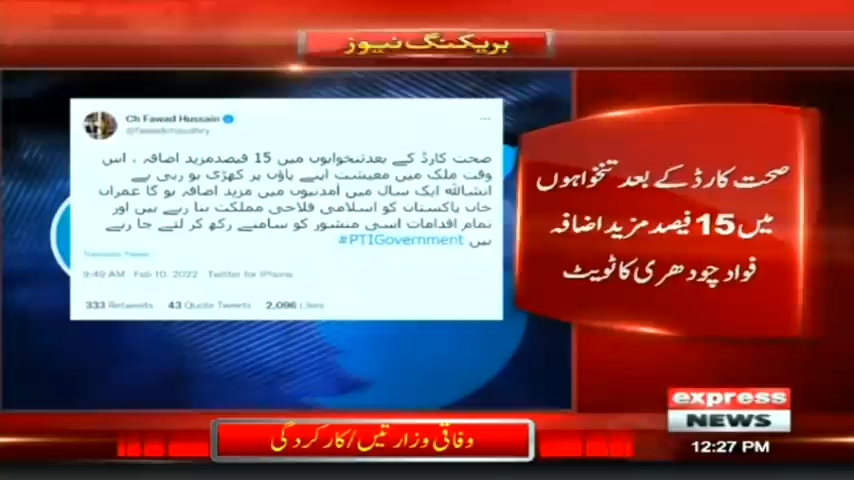 بریکنگ نیوز
Ch Fawad Hussain
@fawadchaudhry
صحت کارڈ کے بعدتنخواہوں میں 15 فیصدمزید اضافہ ، اس
وقت ملک میں معیشت اپنے پاؤں پر کھڑی ہو رہی ہے
انشاﷲ ایک سال میں آمدنیوں میں مزید اضافہ ہو گا عمران
خان پاکستان کو اسلامی فلاحی مملکت بنا رہے ہیں اور
تمام اقدامات اسی منشور کو سامنے رکھ کر لئے جا رہے
ہیں #PTIGovernment
Translate Tweet
9:49 AM · Feb 10, 2022 · Twitter for iPhone
333 Retweets 43 Quote Tweets 2,096 Likes
صحت کارڈ کے بعد تنخواہوں
میں 15 فیصد مزید اضافہ
فواد چودھری کا ٹویٹ
express
NEWS
12:27 PM
وفاقی وزارتیں/کارکردگی